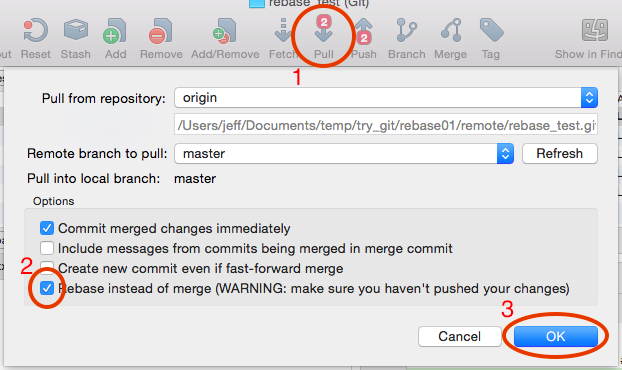 rebase_test (Git)
Reset Stash Add Remove Add/Remove Fetch Pull Push Branch Merge Tag Show in Find
2
2
1
Pull from repository: origin
/Users/jeff/Documents/temp/try_git/rebase01/remote/rebase_test.git
Remote branch to pull: master Refresh
Pull into local branch: master
Options
Commit merged changes immediately
Include messages from commits being merged in merge commit
Create new commit even if fast-forward merge
2
Rebase instead of merge (WARNING: make sure you haven't pushed your changes)
3
Cancel OK